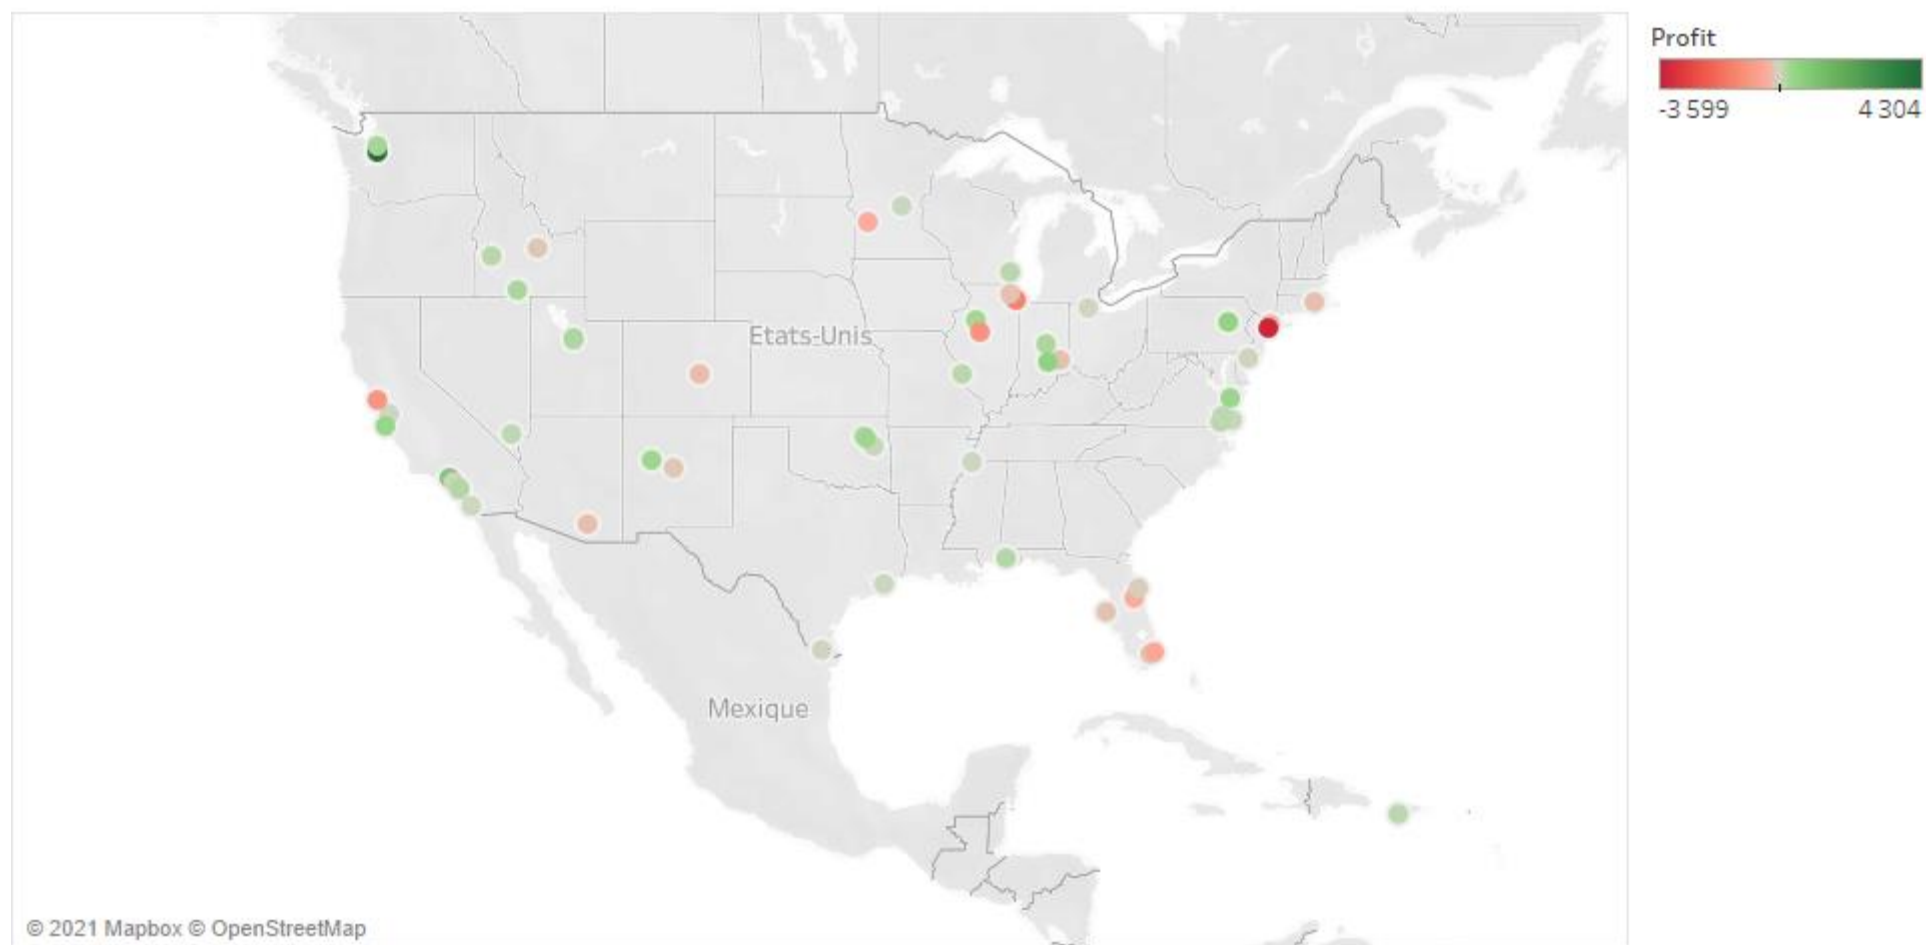 Profit
-3 599 4 304
Etats-Unis
Mexique
© 2021 Mapbox © OpenStreetMap